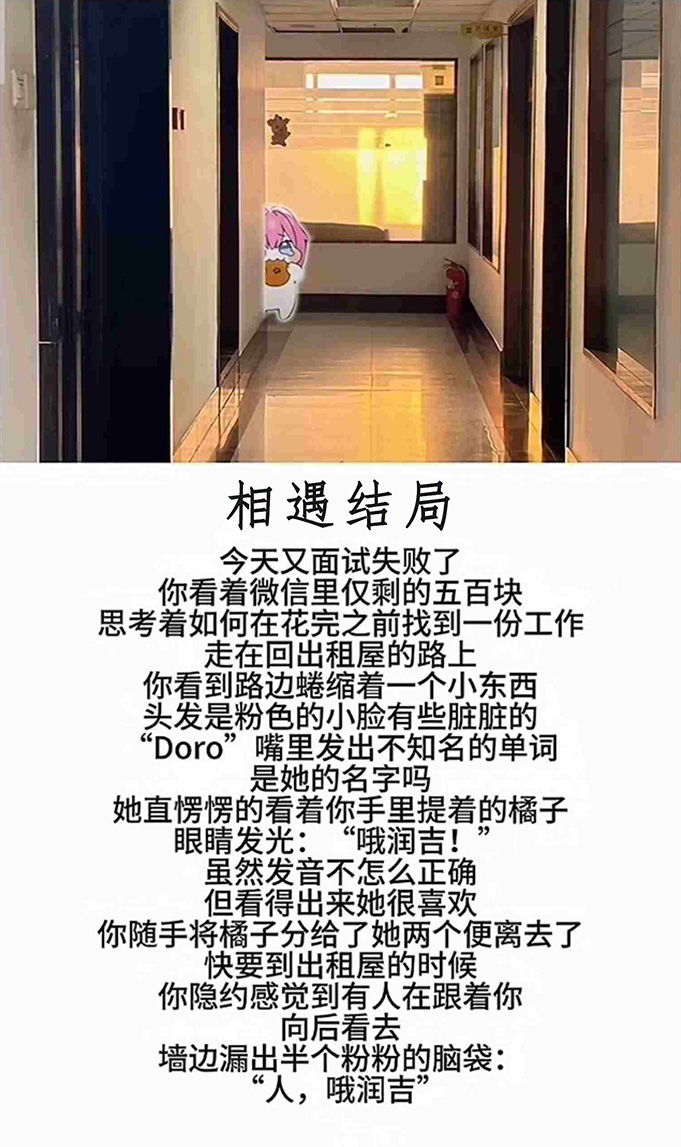 相遇结局
今天又面试失败了
你看着微信里仅剩的五百块
思考着如何在花完之前找到一份工作
走在回出租屋的路上
你看到路边蜷缩着一个小东西
头发是粉色的小脸有些脏脏的
“Doro”嘴里发出不知名的单词
是她的名字吗
她直愣愣的看着你手里提着的橘子
眼睛发光：“哦润吉！”
虽然发音不怎么正确
但看得出来她很喜欢
你随手将橘子分给了她两个便离去了
快要到出租屋的时候
你隐约感觉到有人在跟着你
向后看去
墙边漏出半个粉粉的脑袋：
“人，哦润吉”